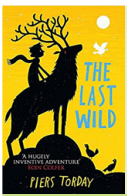 THE
LAST
WILD
'A HUGELY
INVENTIVE ADVENTURE'
EOIN COLFER
PIERS TORDAY